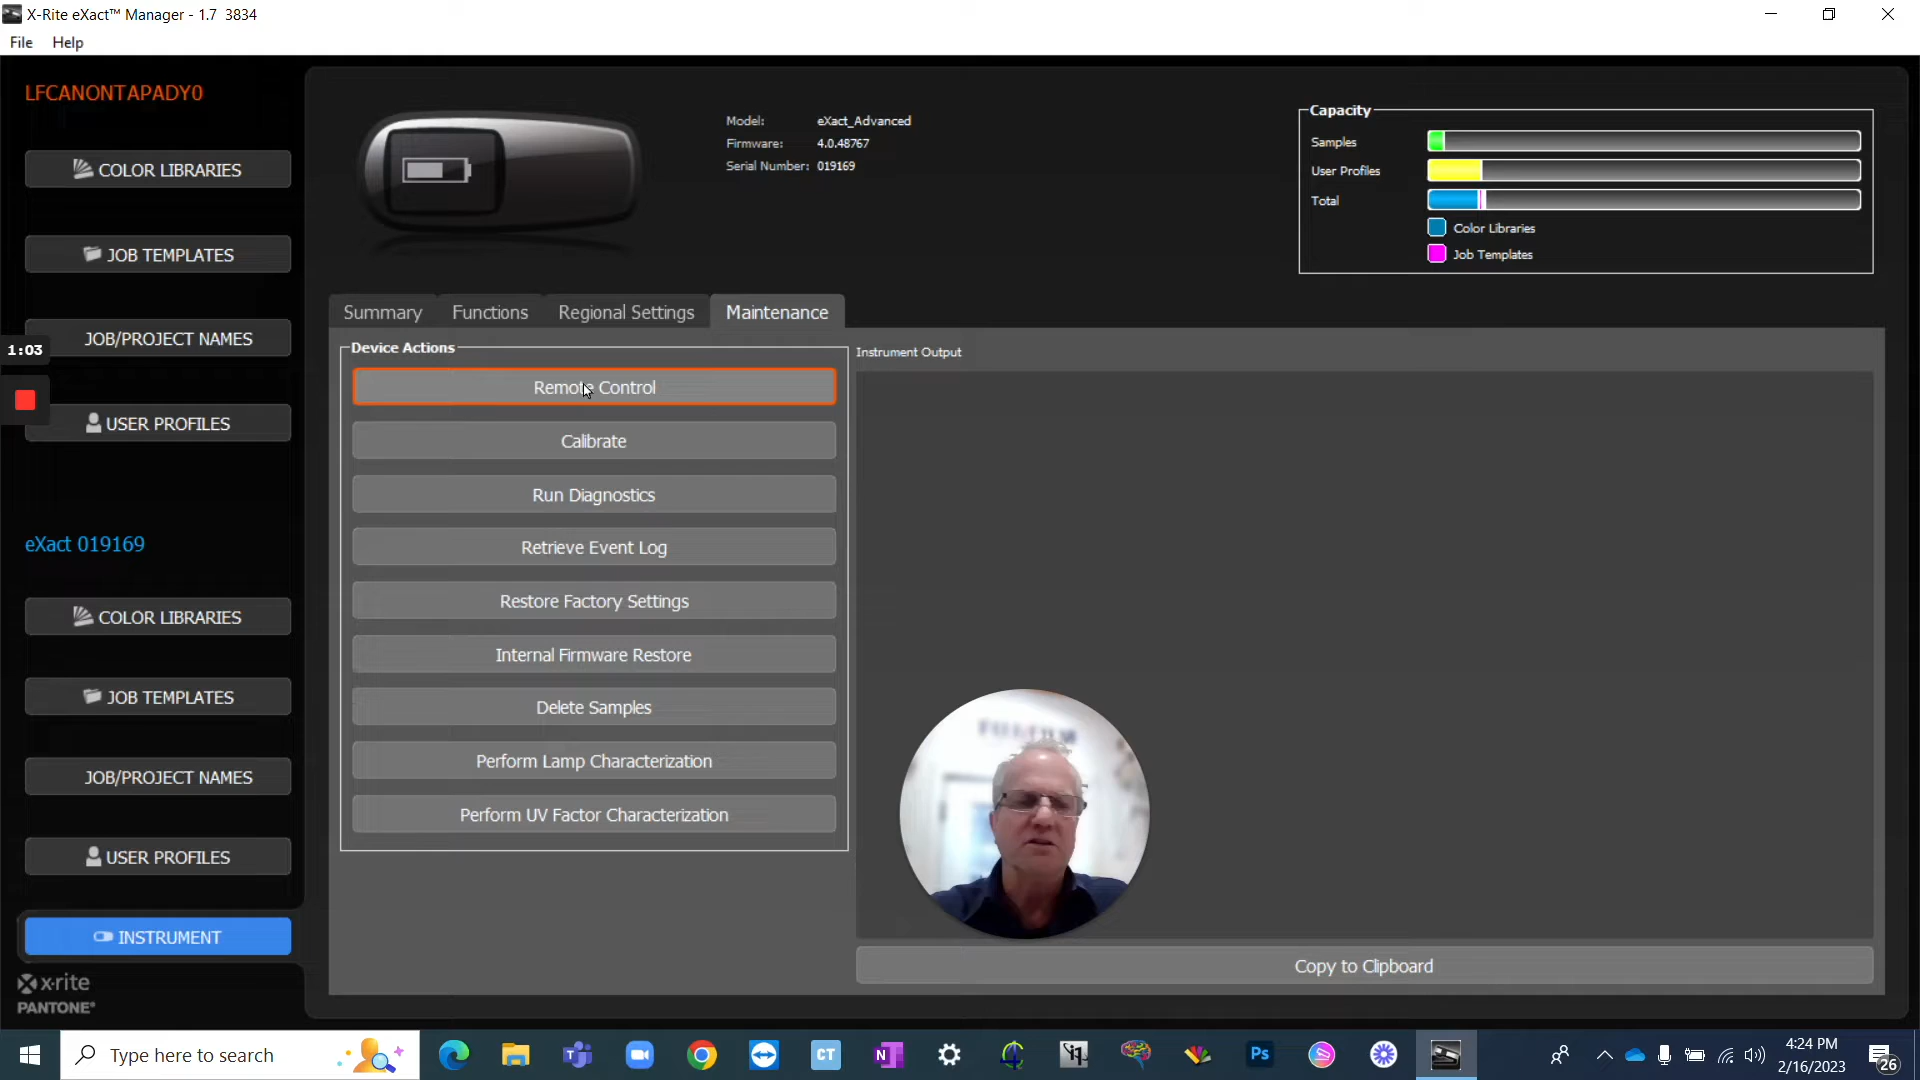 X-Rite eXact™ Manager - 1.7 3834
File Help
LFCANONTAPADY0
COLOR LIBRARIES
JOB TEMPLATES
JOB/PROJECT NAMES
1:03
USER PROFILES
eXact 019169
COLOR LIBRARIES
JOB TEMPLATES
JOB/PROJECT NAMES
USER PROFILES
INSTRUMENT
x·rite
PANTONE®
Model: eXact_Advanced
Firmware: 4.0.48767
Serial Number: 019169
Capacity
Samples
User Profiles
Total
Color Libraries
Job Templates
Summary Functions Regional Settings Maintenance
Device Actions
Remote Control
Calibrate
Run Diagnostics
Retrieve Event Log
Restore Factory Settings
Internal Firmware Restore
Delete Samples
Perform Lamp Characterization
Perform UV Factor Characterization
Instrument Output
Copy to Clipboard
Type here to search
CT
N
Ps
4:24 PM
2/16/2023
26